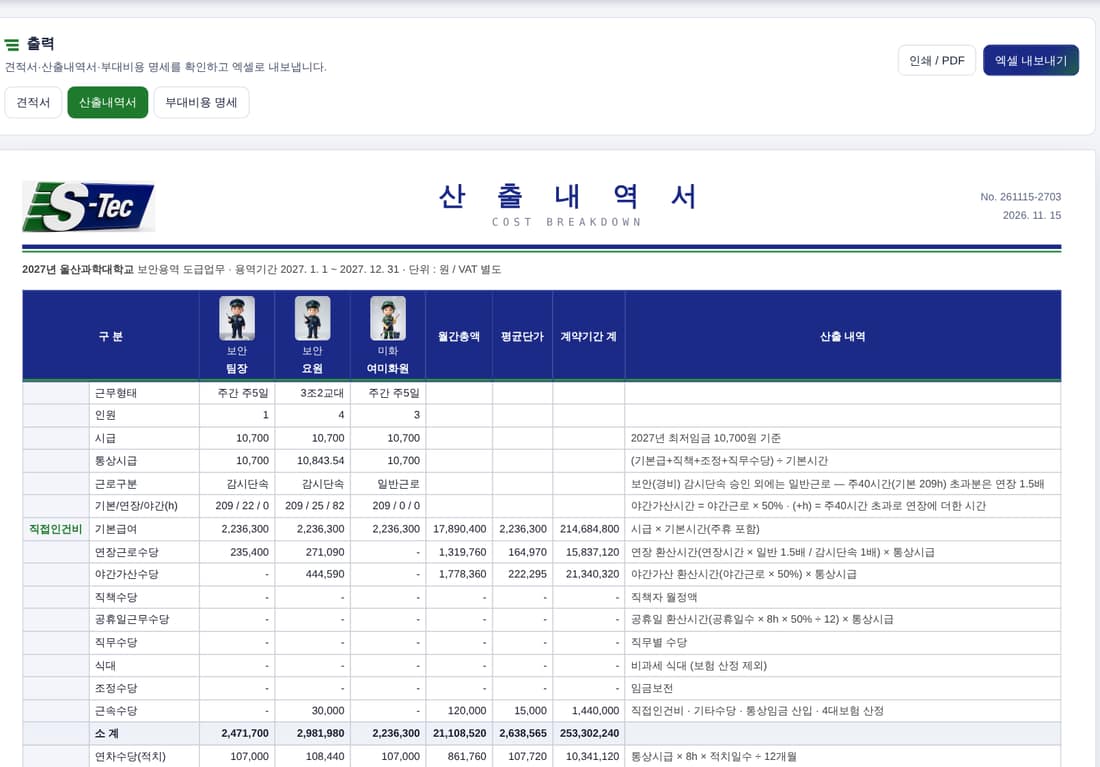 출력
견적서·산출내역서·부대비용 명세를 확인하고 엑셀로 내보냅니다.
인쇄 / PDF
엑셀 내보내기
견적서
산출내역서
부대비용 명세
S-Tec
산 출 내 역 서
COST BREAKDOWN
No. 261115-2703
2026. 11. 15
2027년 울산과학대학교 보안용역 도급업무 · 용역기간 2027. 1. 1 ~ 2027. 12. 31 · 단위 : 원 / VAT 별도
구 분 보안 팀장 보안 요원 미화 여미화원 월간총액 평균단가 계약기간 계 산출 내역
근무형태 주간 주5일 3조2교대 주간 주5일
인원 1 4 3
시급 10,700 10,700 10,700 2027년 최저임금 10,700원 기준
통상시급 10,700 10,843.54 10,700 (기본급+직책+조정+직무수당) ÷ 기본시간
근로구분 감시단속 감시단속 일반근로 보안(경비) 감시단속 승인 외에는 일반근로 — 주40시간(기본 209h) 초과분은 연장 1.5배
기본/연장/야간(h) 209 / 22 / 0 209 / 25 / 82 209 / 0 / 0 야간가산시간 = 야간근로 × 50% · (+h) = 주40시간 초과로 연장에 더한 시간
직접인건비 기본급여 2,236,300 2,236,300 2,236,300 17,890,400 2,236,300 214,684,800 시급 × 기본시간(주휴 포함)
연장근로수당 235,400 271,090 - 1,319,760 164,970 15,837,120 연장 환산시간(연장시간 × 일반 1.5배 / 감시단속 1배) × 통상시급
야간가산수당 - 444,590 - 1,778,360 222,295 21,340,320 야간가산 환산시간(야간근로 × 50%) × 통상시급
직책수당 - - - - - - 직책자 월정액
공휴일근무수당 - - - - - - 공휴일 환산시간(공휴일수 × 8h × 50% ÷ 12) × 통상시급
직무수당 - - - - - - 직무별 수당
식대 - - - - - - 비과세 식대 (보험 산정 제외)
조정수당 - - - - - - 임금보전
근속수당 - 30,000 - 120,000 15,000 1,440,000 직접인건비 · 기타수당 · 통상임금 산입 · 4대보험 산정
소 계 2,471,700 2,981,980 2,236,300 21,108,520 2,638,565 253,302,240
연차수당(적치) 107,000 108,440 107,000 861,760 107,720 10,341,120 통상시급 × 8h × 적치일수 ÷ 12개월